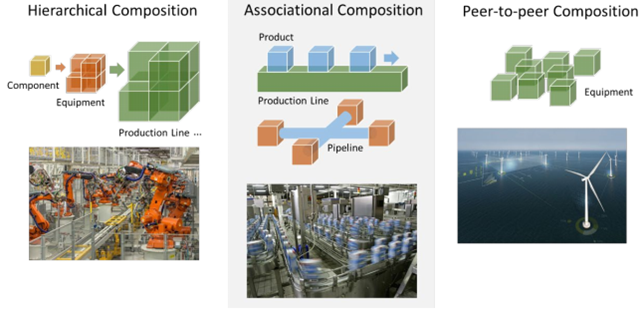 Hierarchical Composition
Component
Equipment
Production Line ...
Associational Composition
Product
Production Line
Pipeline
Peer-to-peer Composition
Equipment